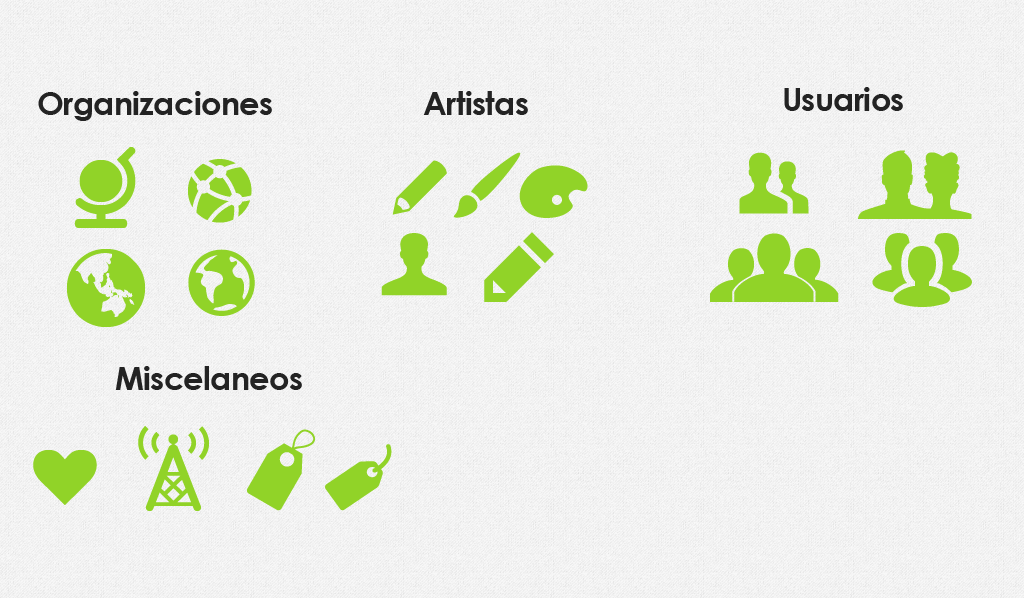 Organizaciones
Artistas
Usuarios
Miscelaneos